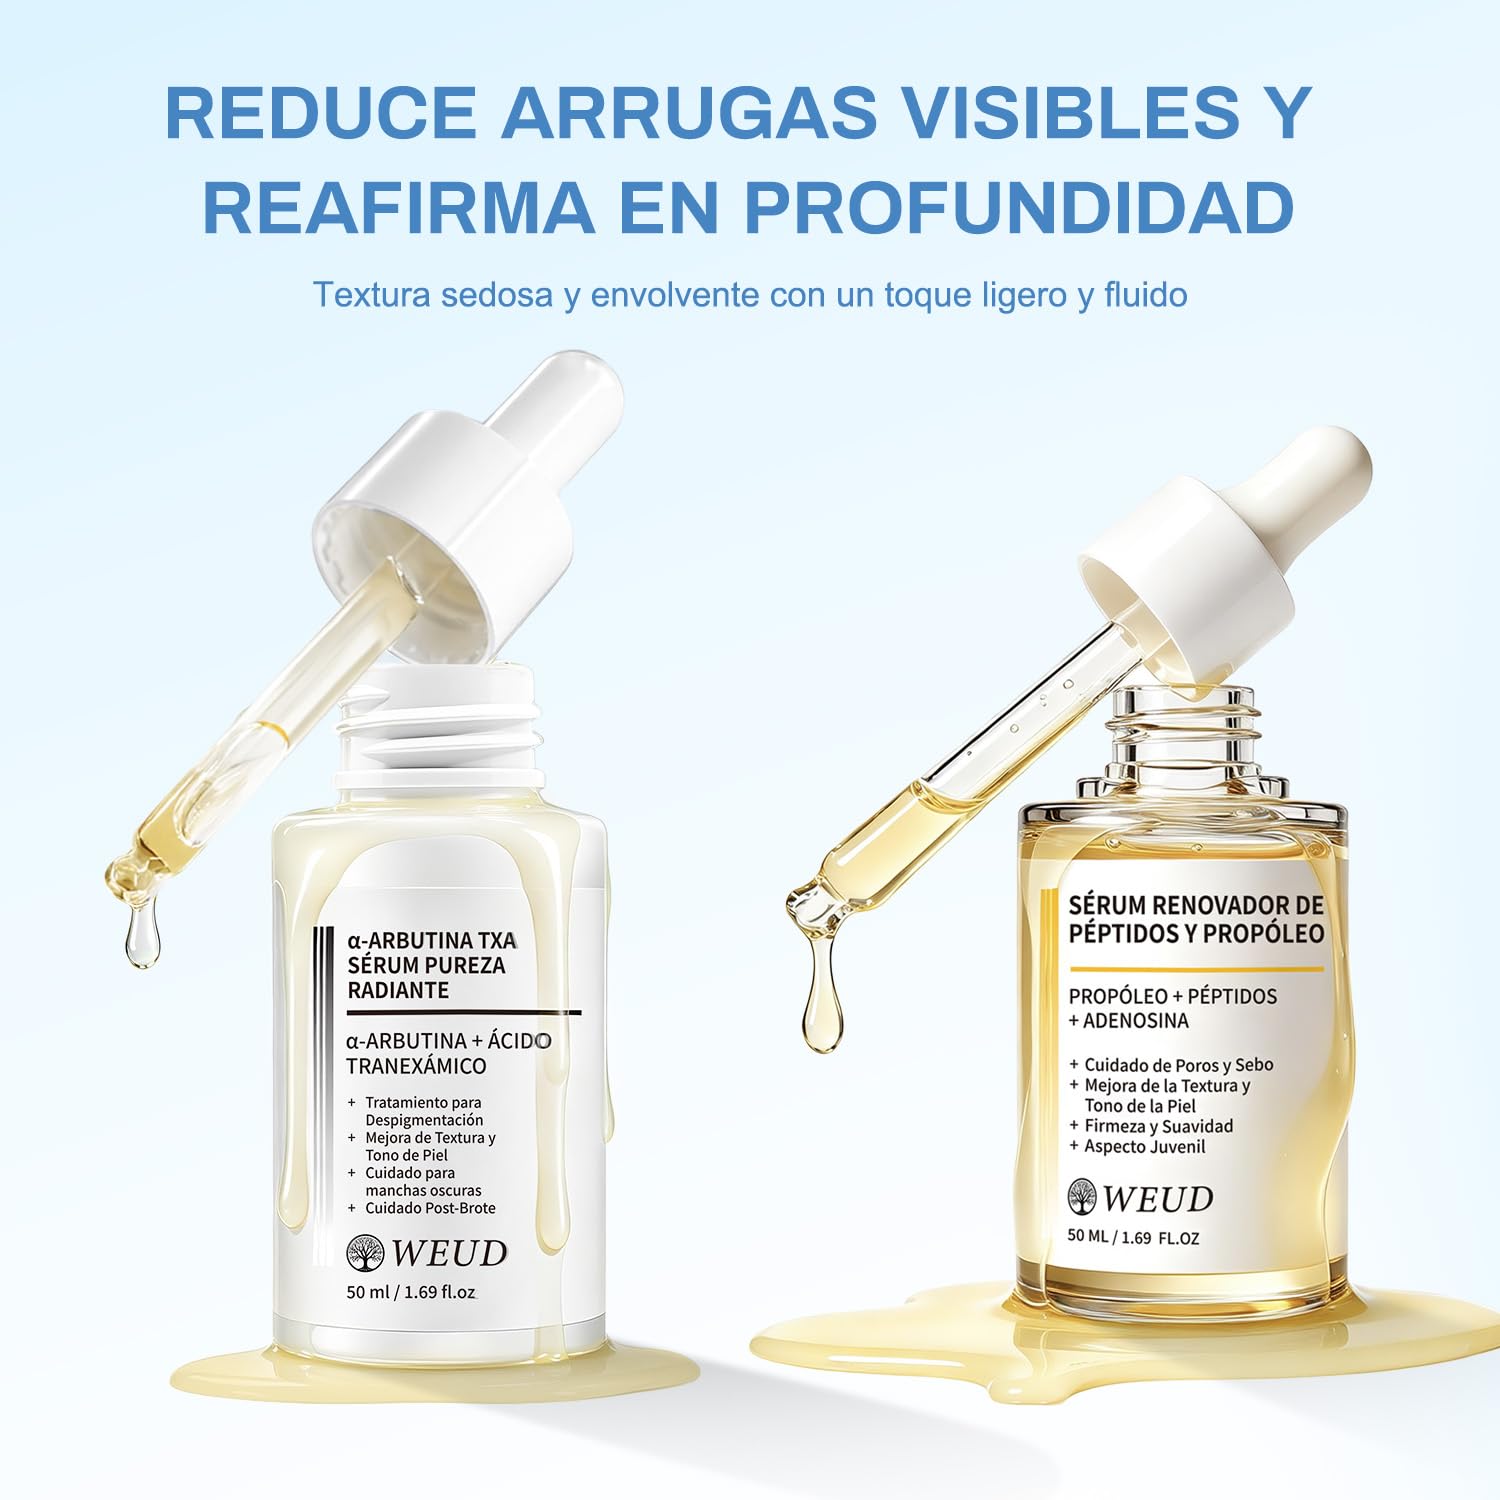 REDUCE ARRUGAS VISIBLES Y
REAFIRMA EN PROFUNDIDAD
Textura sedosa y envolvente con un toque ligero y fluido
α-ARBUTINA TXA
SÉRUM PUREZA
RADIANTE
α-ARBUTINA + ÁCIDO
TRANEXÁMICO
+ Tratamiento para
Despigmentación
+ Mejora de Textura y
Tono de Piel
+ Cuidado para
manchas oscuras
+ Cuidado Post-Brote
WEUD
50 ml / 1.69 fl.oz
SÉRUM RENOVADOR DE
PÉPTIDOS Y PROPÓLEO
PROPÓLEO + PÉPTIDOS
+ ADENOSINA
+ Cuidado de Poros y Sebo
+ Mejora de la Textura y
Tono de la Piel
+ Firmeza y Suavidad
+ Aspecto Juvenil
WEUD
50 ML / 1.69 FL.OZ